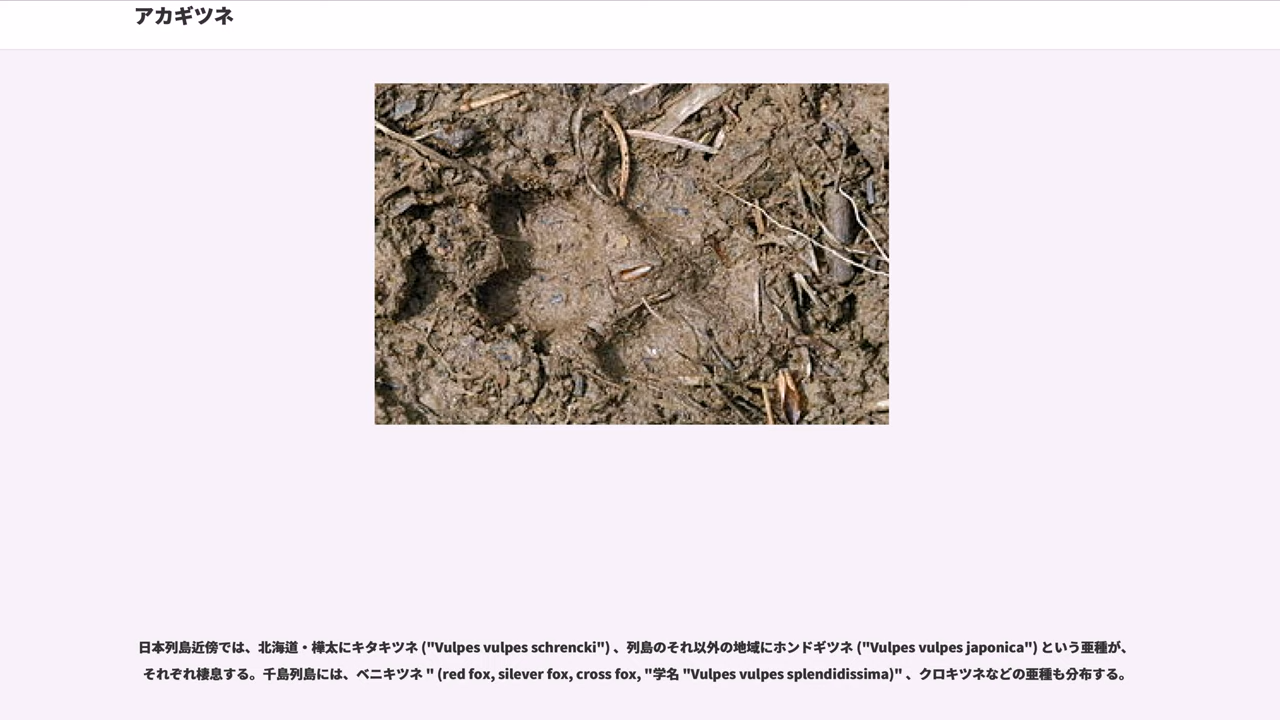 アカギツネ
日本列島近傍では、北海道・樺太にキタキツネ ("Vulpes vulpes schrencki") 、列島のそれ以外の地域にホンドギツネ ("Vulpes vulpes japonica") という亜種が、
それぞれ棲息する。千島列島には、ベニキツネ " (red fox, silever fox, cross fox, "学名 "Vulpes vulpes splendidissima)" 、クロキツネなどの亜種も分布する。